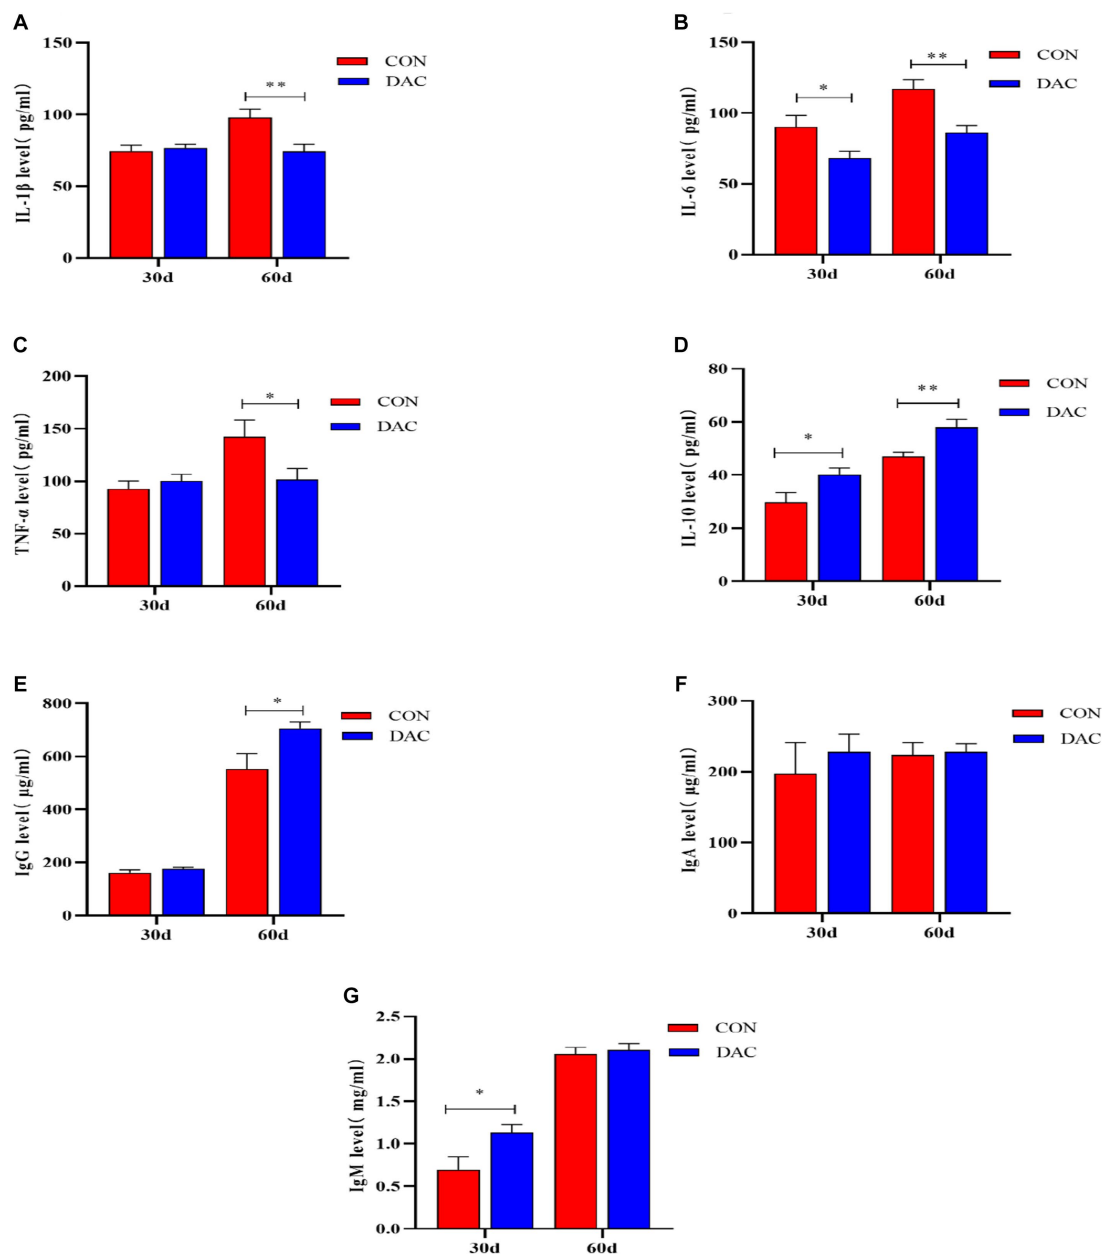 A
IL-1β level( pg/ml)
150
100
50
0
**
30d
60d
CON
DAC
B
IL-6 level( pg/ml)
150
100
50
0
*
**
30d
60d
CON
DAC
C
TNF-α level( pg/ml)
200
150
100
50
0
*
30d
60d
CON
DAC
D
IL-10 level( pg/ml)
80
60
40
20
0
*
**
30d
60d
CON
DAC
E
IgG level( µg/ml)
800
600
400
200
0
*
30d
60d
CON
DAC
F
IgA level( µg/ml)
300
200
100
0
30d
60d
CON
DAC
G
IgM level( mg/ml)
2.5
2.0
1.5
1.0
0.5
0.0
*
30d
60d
CON
DAC